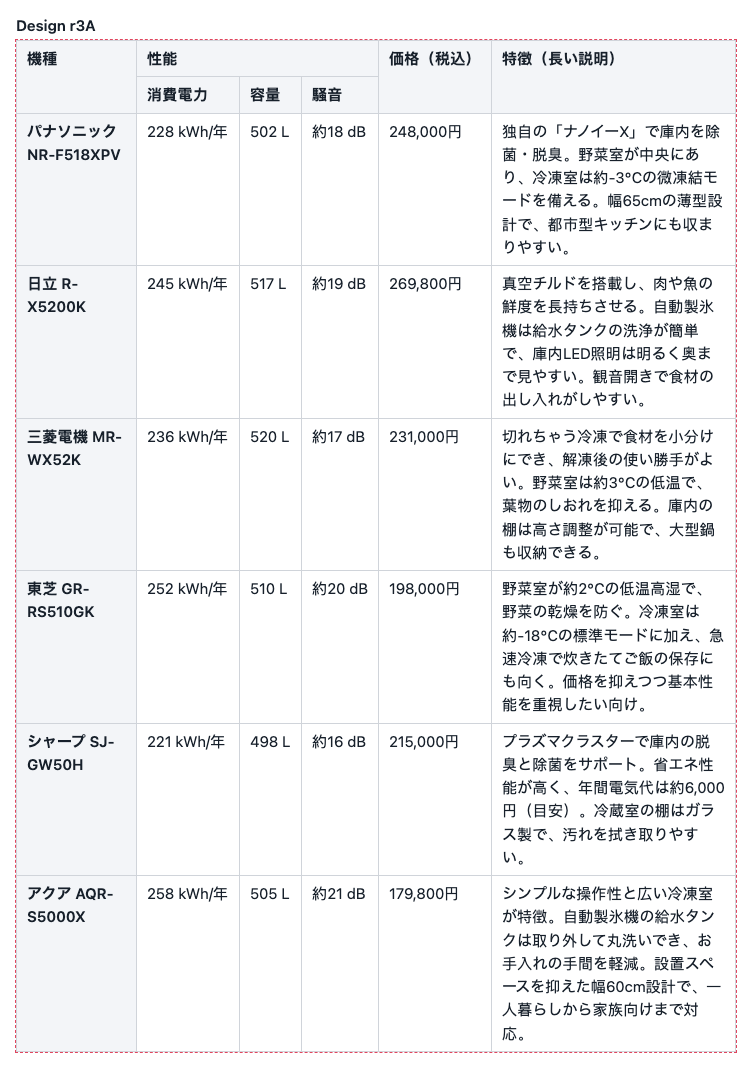 Design r3A
機種 性能 価格（税込） 特徴（長い説明）
消費電力 容量 騒音
パナソニック 228 kWh/年 502 L 約18 dB 248,000円 独自の「ナノイーX」で庫内を除
NR-F518XPV 菌・脱臭。野菜室が中央にあ
り、冷凍室は約-3°Cの微凍結モ
ードを備える。幅65cmの薄型設
計で、都市型キッチンにも収ま
りやすい。
日立 R- 245 kWh/年 517 L 約19 dB 269,800円 真空チルドを搭載し、肉や魚の
X5200K 鮮度を長持ちさせる。自動製氷
機は給水タンクの洗浄が簡単
で、庫内LED照明は明るく奥ま
で見やすい。観音開きで食材の
出し入れがしやすい。
三菱電機 MR- 236 kWh/年 520 L 約17 dB 231,000円 切れちゃう冷凍で食材を小分け
WX52K にでき、解凍後の使い勝手がよ
い。野菜室は約3°Cの低温で、
葉物のしおれを抑える。庫内の
棚は高さ調整が可能で、大型鍋
も収納できる。
東芝 GR- 252 kWh/年 510 L 約20 dB 198,000円 野菜室が約2°Cの低温高湿で、
RS510GK 野菜の乾燥を防ぐ。冷凍室は
約-18°Cの標準モードに加え、急
速冷凍で炊きたてご飯の保存に
も向く。価格を抑えつつ基本性
能を重視したい向け。
シャープ SJ- 221 kWh/年 498 L 約16 dB 215,000円 プラズマクラスターで庫内の脱
GW50H 臭と除菌をサポート。省エネ性
能が高く、年間電気代は約6,000
円（目安）。冷蔵室の棚はガラ
ス製で、汚れを拭き取りやす
い。
アクア AQR- 258 kWh/年 505 L 約21 dB 179,800円 シンプルな操作性と広い冷凍室
S5000X が特徴。自動製氷機の給水タン
クは取り外して丸洗いでき、お
手入れの手間を軽減。設置スペ
ースを抑えた幅60cm設計で、一
人暮らしから家族向けまで対
応。